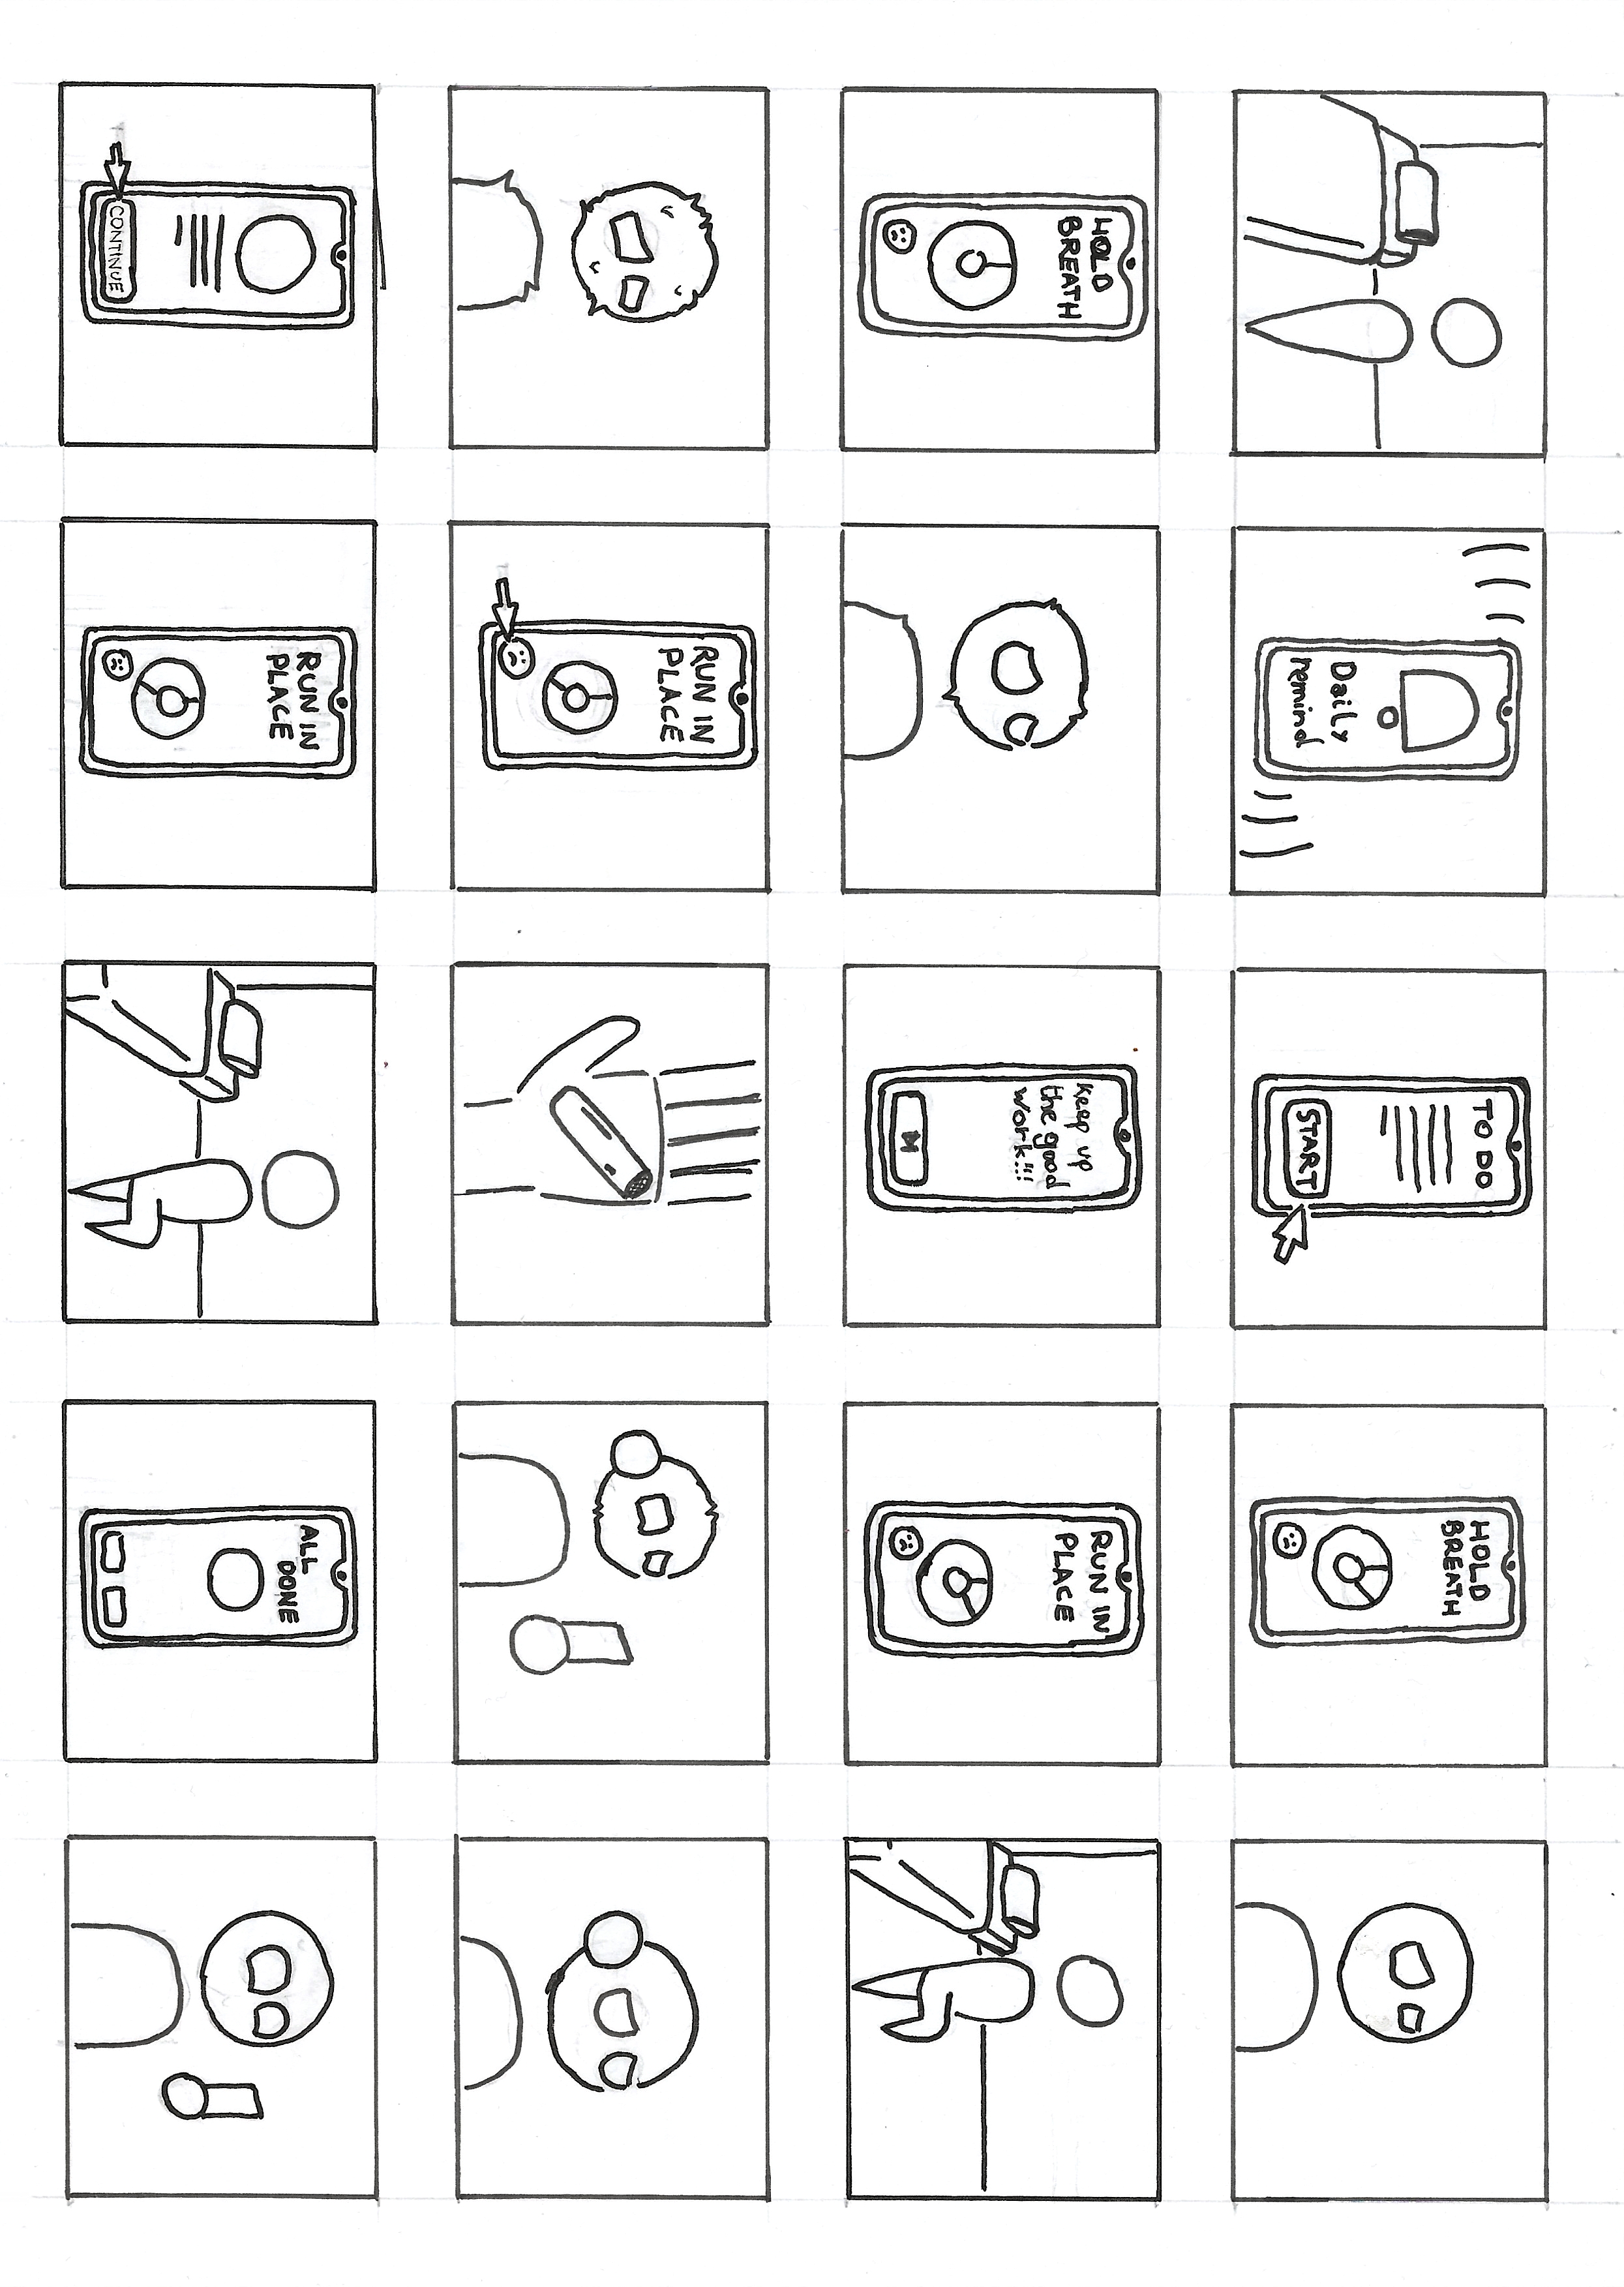 Daily
remind
TO DO
START
HOLD
BREATH
HOLD
BREATH
Keep up
the good
work!!!
RUN IN
PLACE
RUN IN
PLACE
CONTINUE
RUN IN
PLACE
ALL
DONE